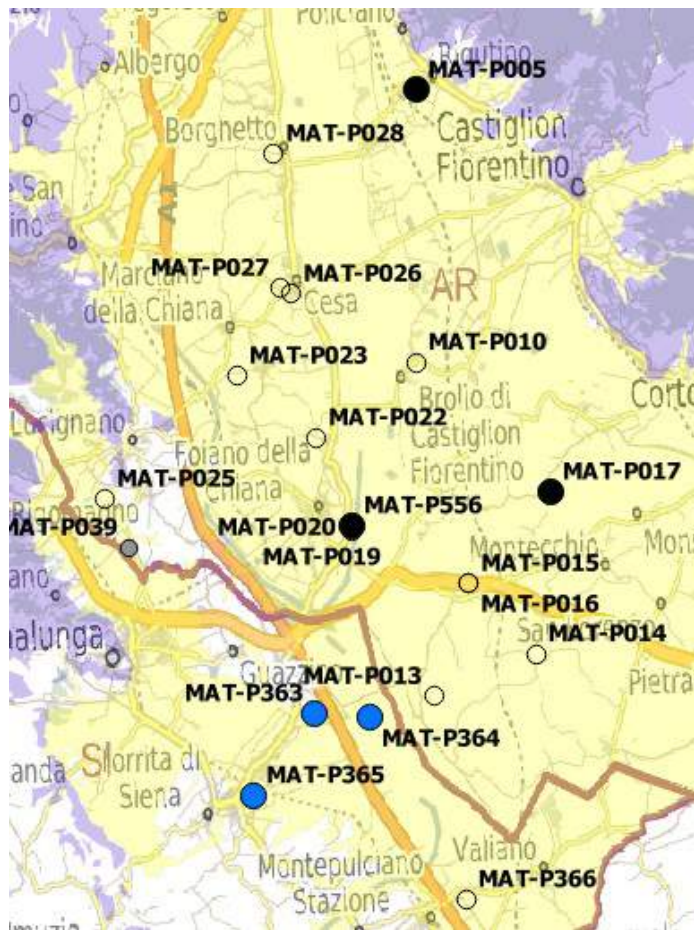 Policiano
Rigutino
Albergo
MAT-P005
Borghetto
MAT-P028
Castiglion
Fiorentino
A1
MAT-P027
MAT-P026
Marciano
della Chiana
Cesa
AR
MAT-P023
MAT-P010
Brolio di
Castiglion
Fiorentino
Corto
Lucignano
MAT-P022
Foiano della
Chiana
MAT-P025
MAT-P017
MAT-P556
MAT-P039
MAT-P020
MAT-P019
Montecchio
MAT-P015
MAT-P016
MAT-P014
nalunga
Guazzino
MAT-P013
MAT-P363
Pietra
MAT-P364
SI
Torrita di
Siena
MAT-P365
Montepulciano
Stazione
Valiano
MAT-P366